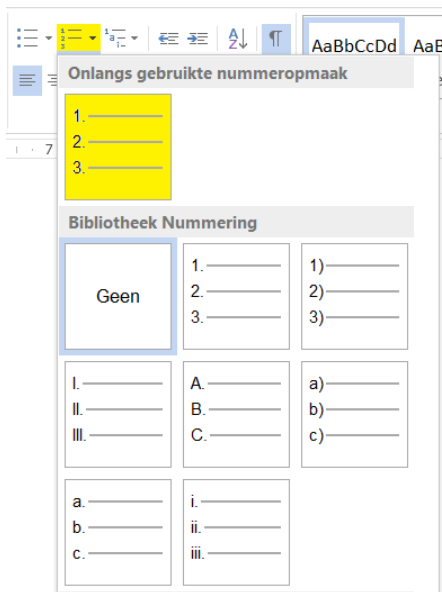 AaBbCcDd AaB
Onlangs gebruikte nummeropmaak
7
1.
2.
3.
Bibliotheek Nummering
Geen
1.
2.
3.
1)
2)
3)
I.
II.
III.
A.
B.
C.
a)
b)
c)
a.
b.
c.
i.
ii.
iii.